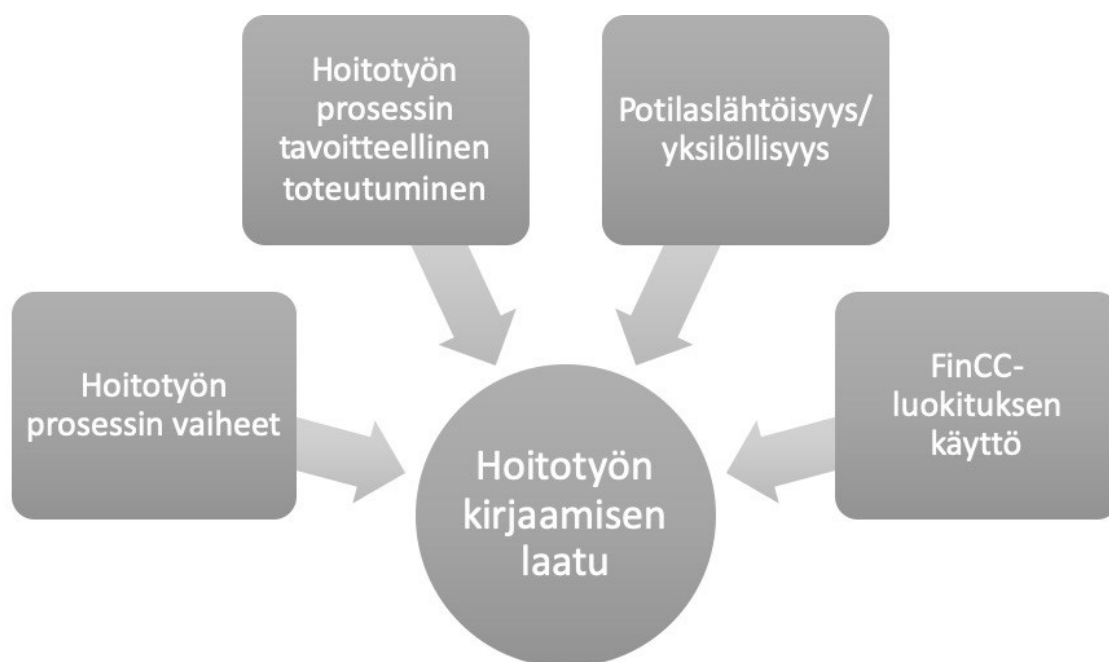 Hoitotyön
prosessin
tavoitteellinen
toteutuminen
Potilaslähtöisyys/
yksilöllisyys
Hoitotyön
prosessin vaiheet
FinCC-
luokituksen
käyttö
Hoitotyön
kirjaamisen
laatu